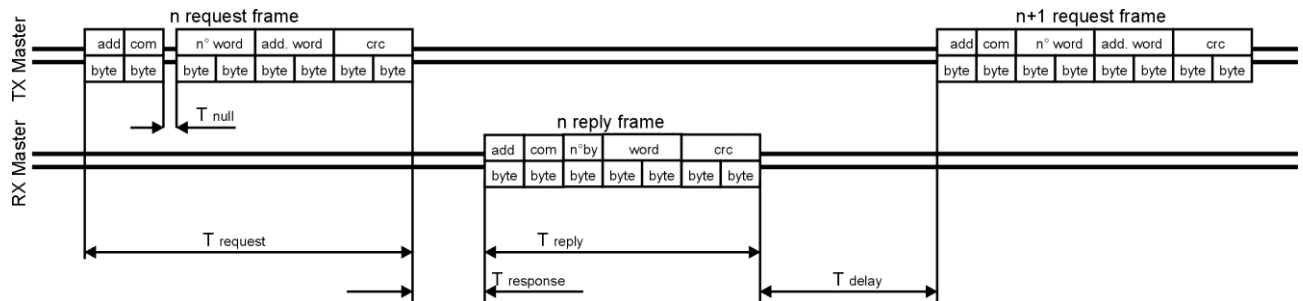 n request frame
n+1 request frame
TX Master
add com n° word add. word crc
byte byte byte byte byte byte byte byte
add com n° word add. word crc
byte byte byte byte byte byte byte byte
T null
n reply frame
RX Master
add com n°by word crc
byte byte byte byte byte byte byte
T request
T reply
T response
T delay